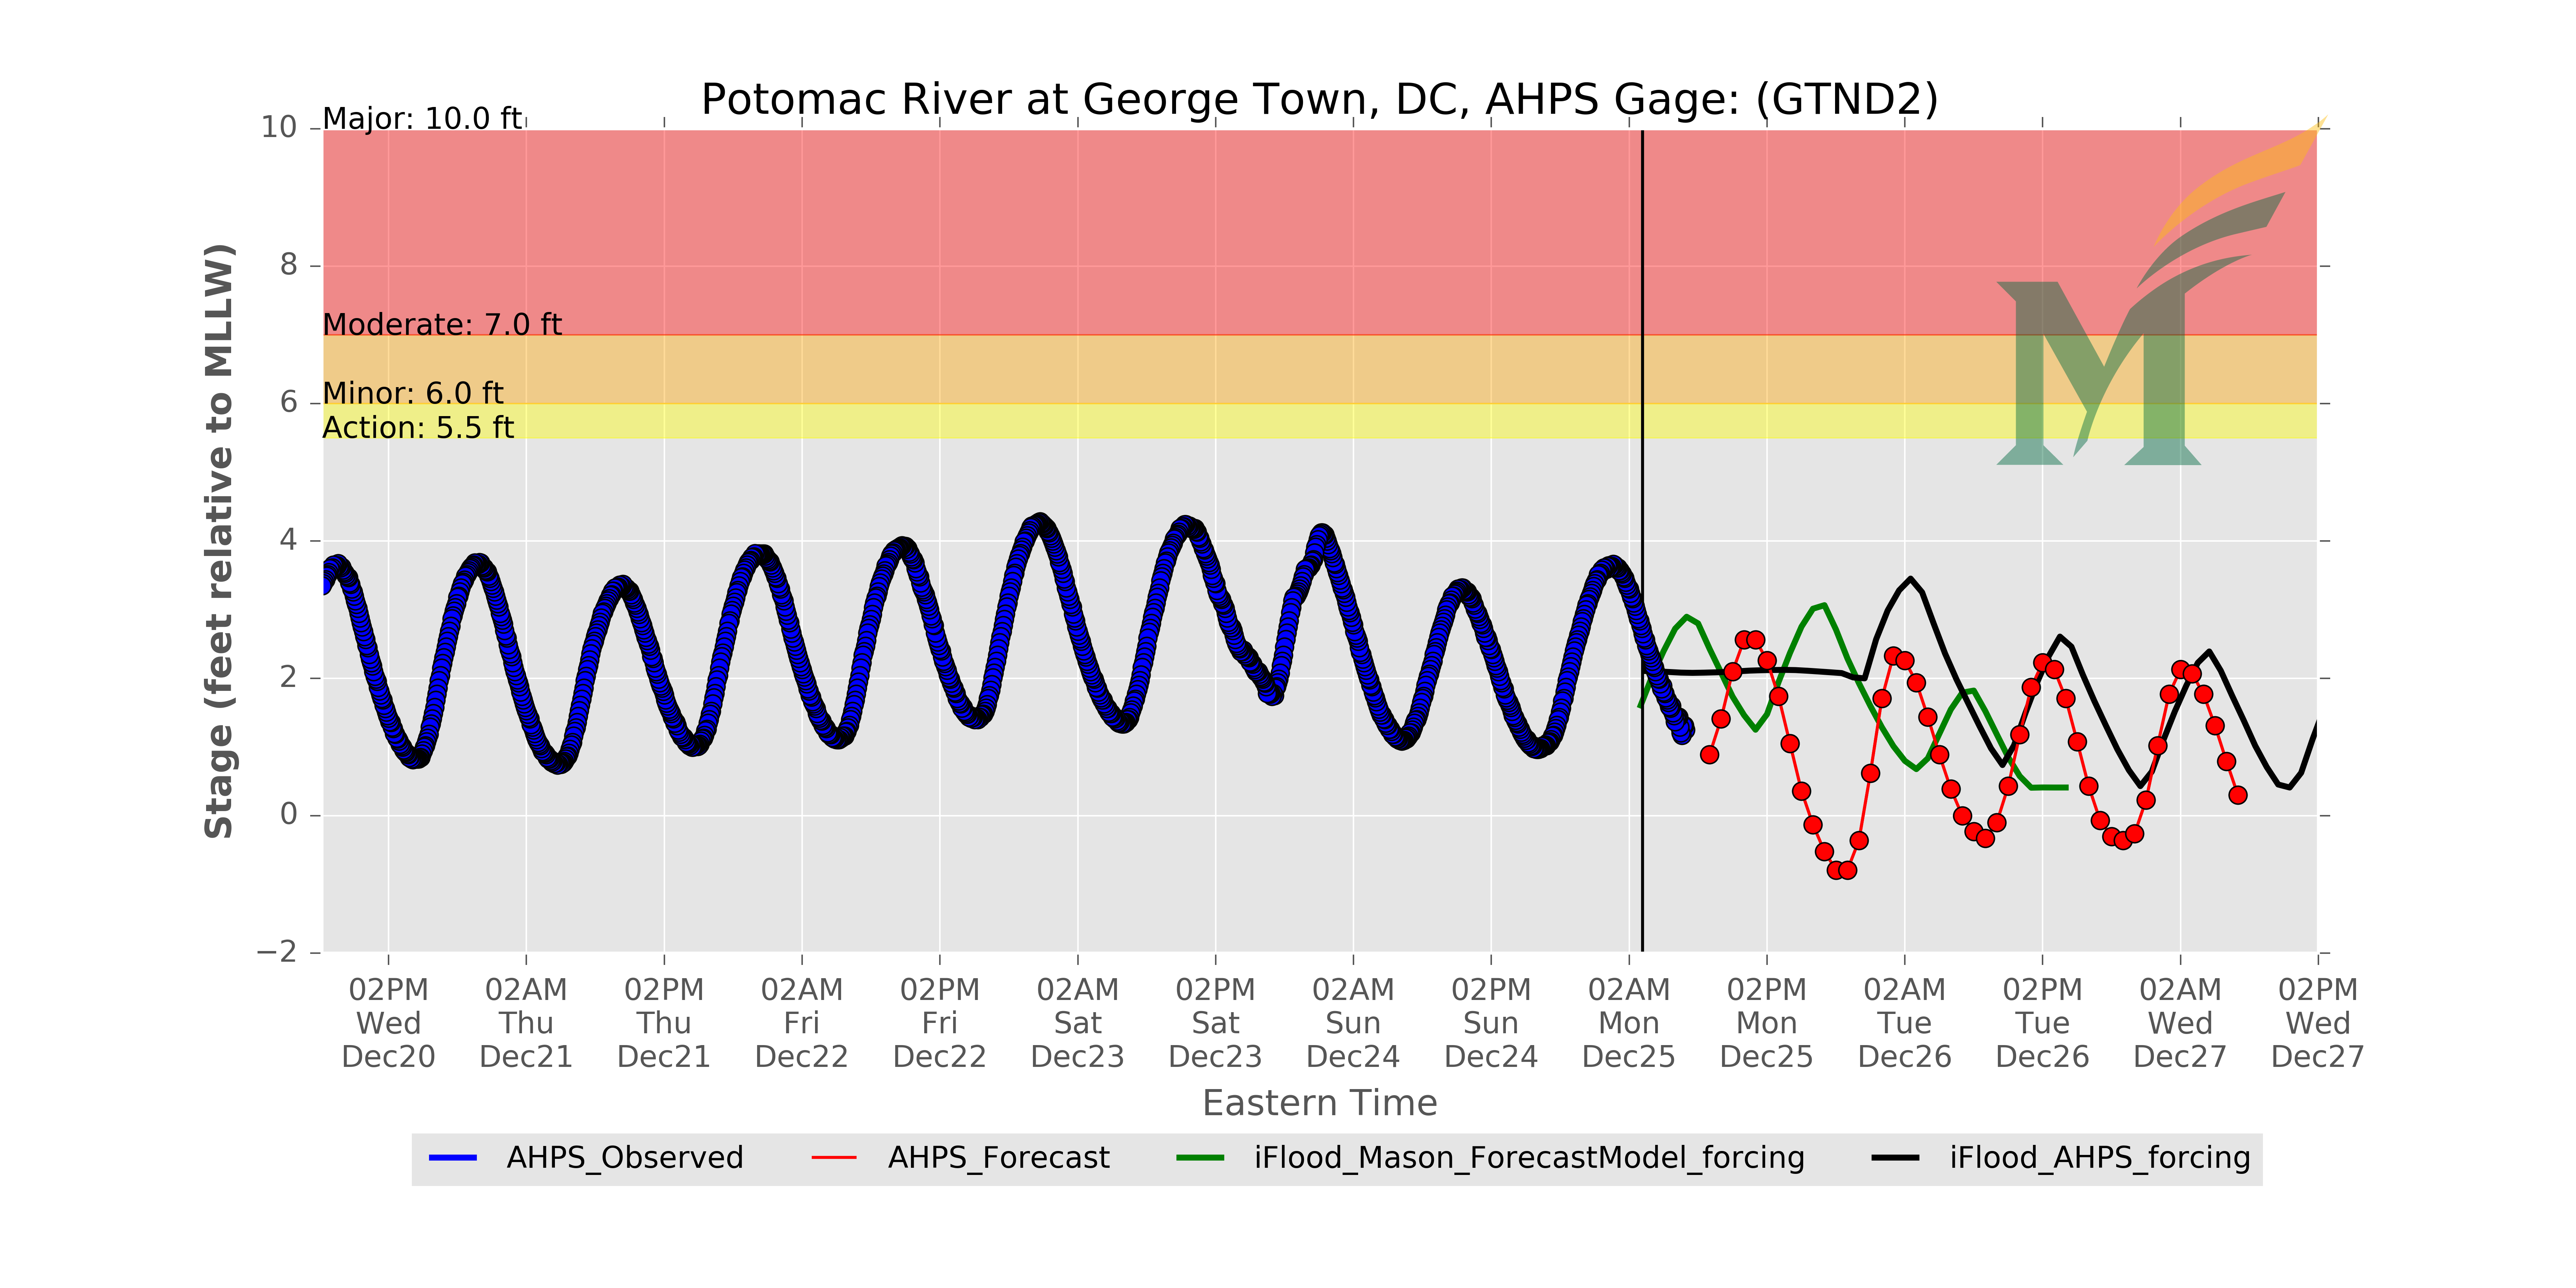 Potomac River at George Town, DC, AHPS Gage: (GTND2)
Major: 10.0 ft
Moderate: 7.0 ft
Minor: 6.0 ft
Action: 5.5 ft
10
8
6
4
2
0
−2
Stage (feet relative to MLLW)
M
02PM Wed Dec20
02AM Thu Dec21
02PM Thu Dec21
02AM Fri Dec22
02PM Fri Dec22
02AM Sat Dec23
02PM Sat Dec23
02AM Sun Dec24
02PM Sun Dec24
02AM Mon Dec25
02PM Mon Dec25
02AM Tue Dec26
02PM Tue Dec26
02AM Wed Dec27
02PM Wed Dec27
Eastern Time
AHPS_Observed
AHPS_Forecast
iFlood_Mason_ForecastModel_forcing
iFlood_AHPS_forcing